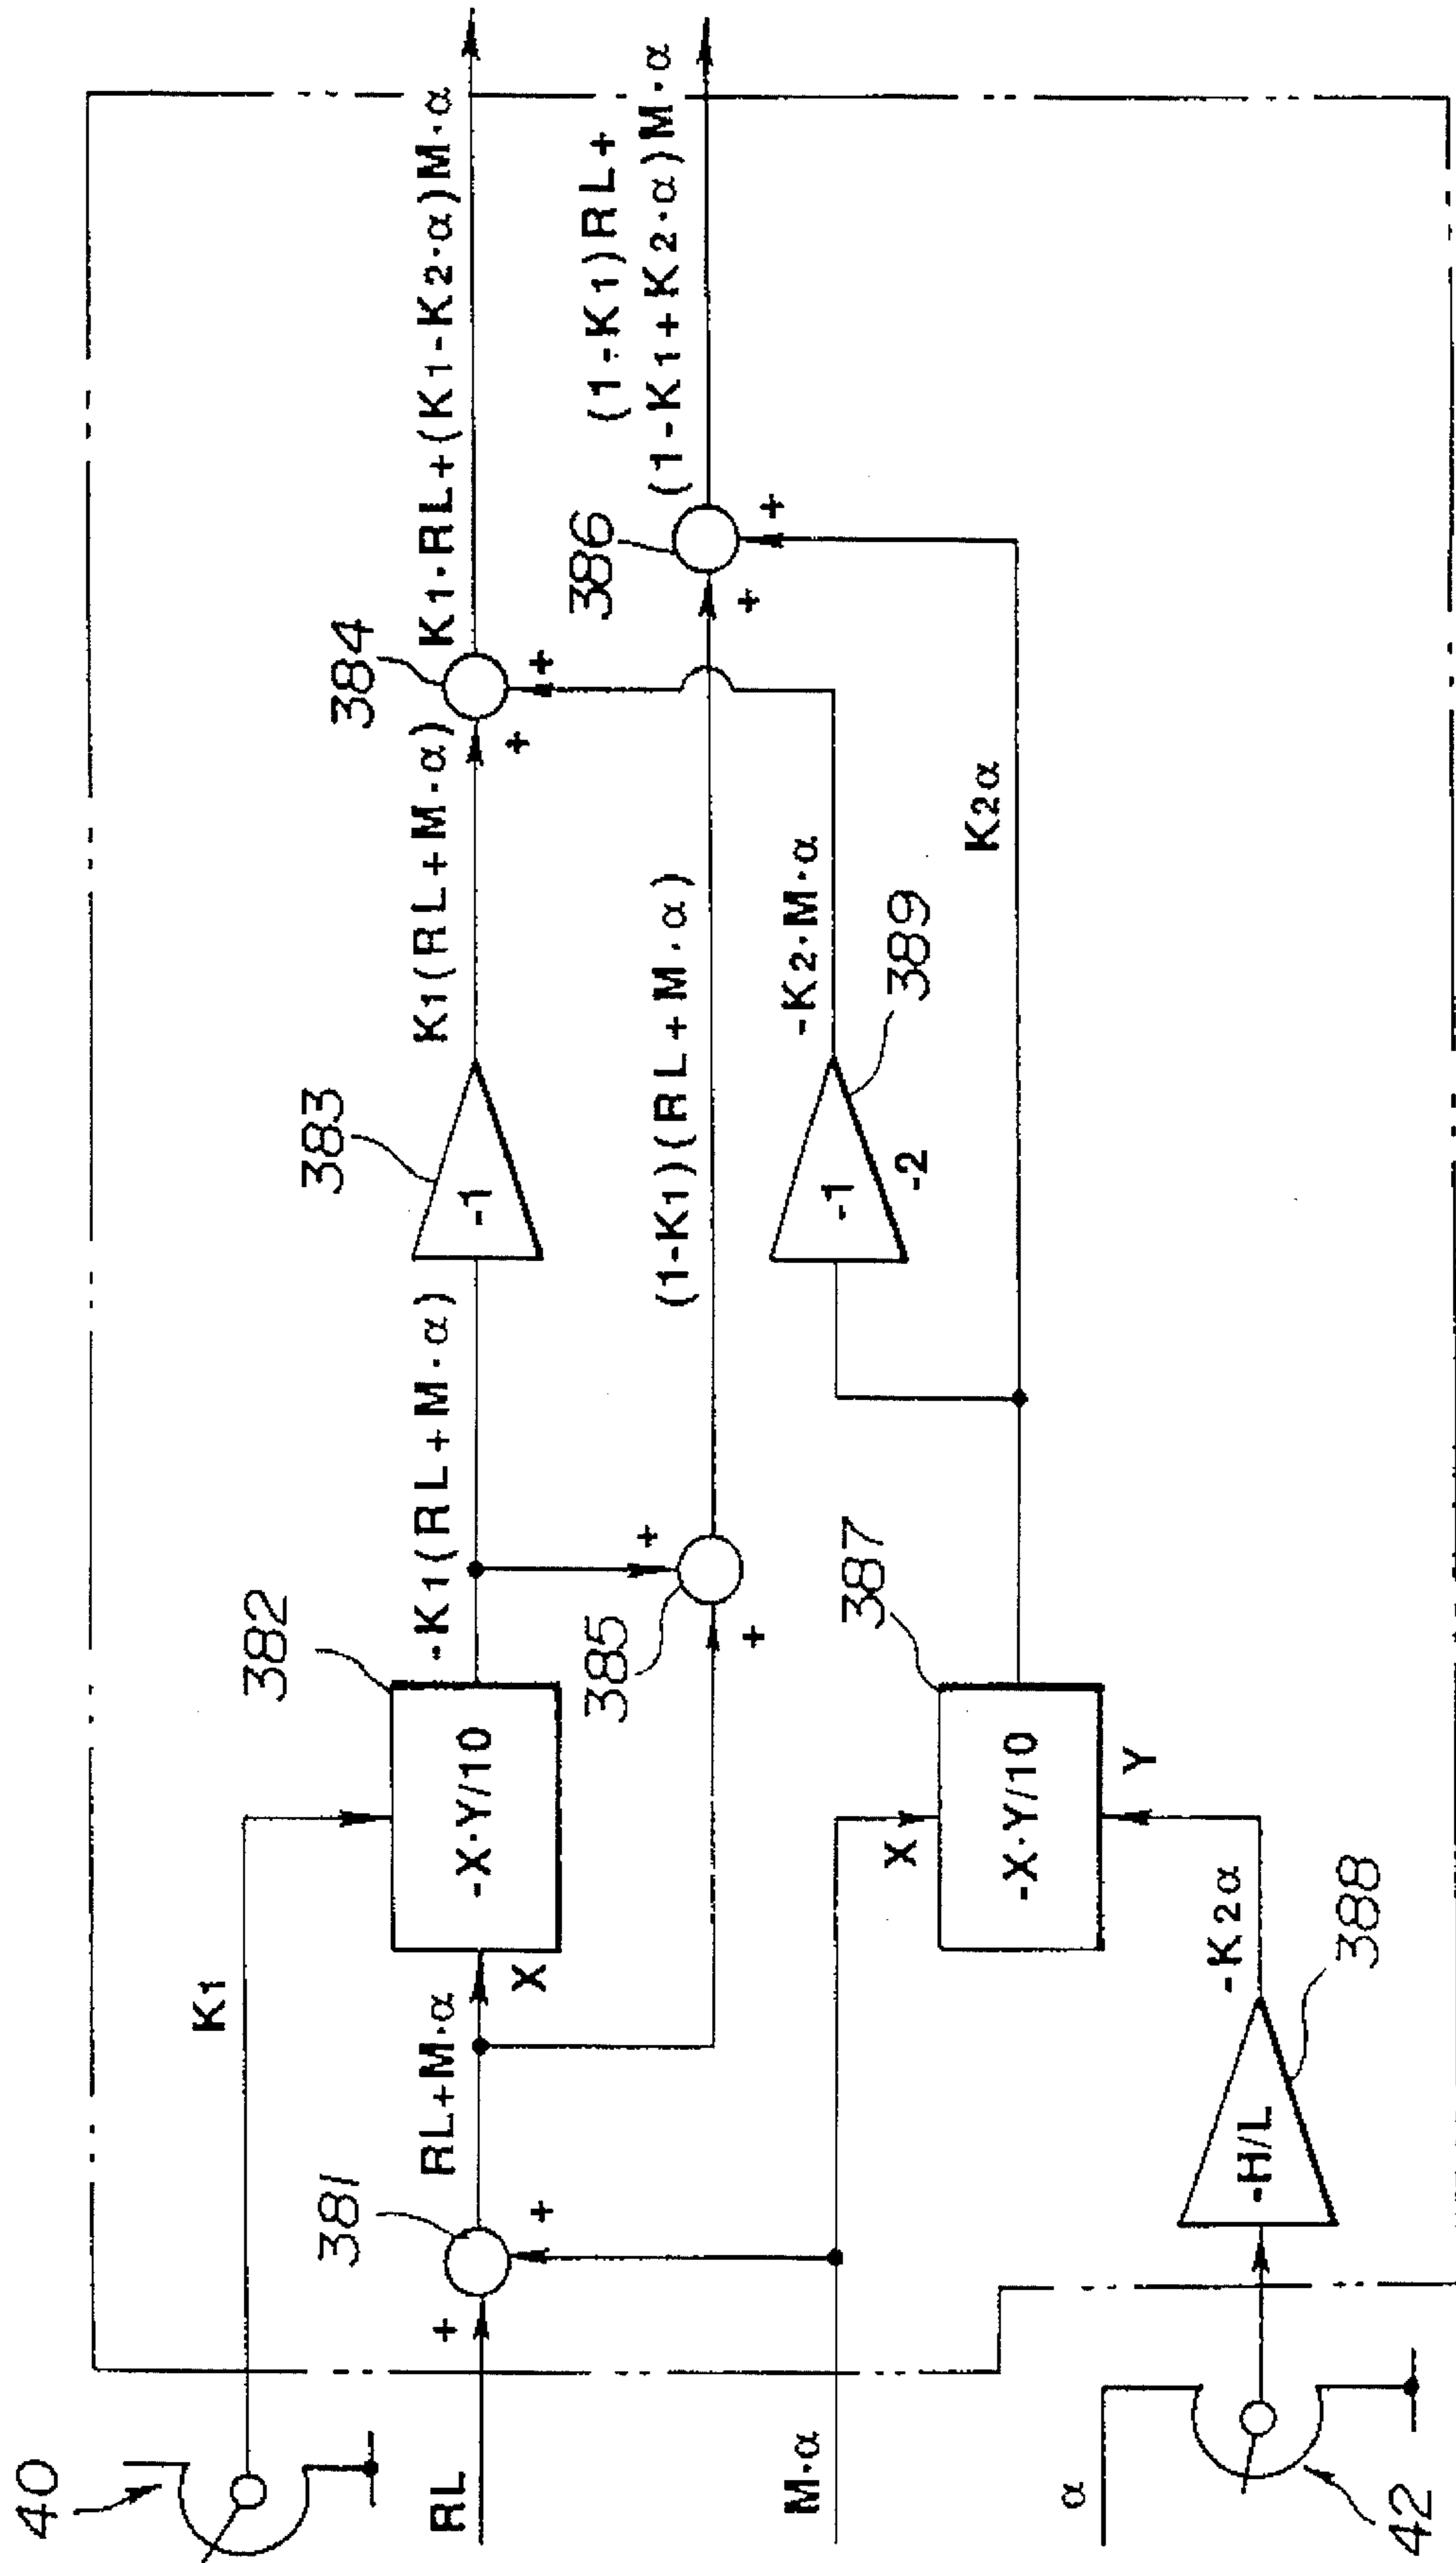 40
K1
RL
381
RL+M·α
X
382
-X·Y/10
-K1(RL+M·α)
383
-1
K1(RL+M·α)
384
K1·RL+(K1-K2·α)M·α
+
+
+
+
385
+
+
(1-K1)(RL+M·α)
386
+
+
(1-K1)RL+
(1-K1+K2·α)M·α
M·α
X
387
-X·Y/10
Y
-1
-2
389
-K2·M·α
K2α
α
42
-H/L
388
-K2α